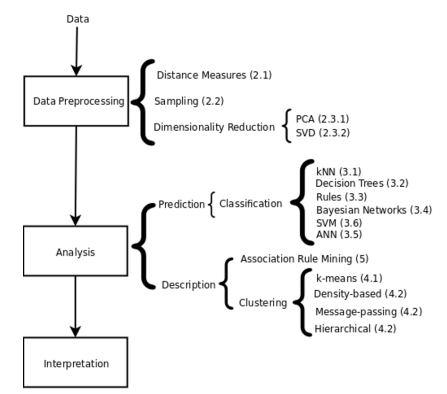 Data
Data Preprocessing
Distance Measures (2.1)
Sampling (2.2)
Dimensionality Reduction
PCA (2.3.1)
SVD (2.3.2)
Analysis
Prediction
Classification
kNN (3.1)
Decision Trees (3.2)
Rules (3.3)
Bayesian Networks (3.4)
SVM (3.6)
ANN (3.5)
Description
Association Rule Mining (5)
Clustering
k-means (4.1)
Density-based (4.2)
Message-passing (4.2)
Hierarchical (4.2)
Interpretation